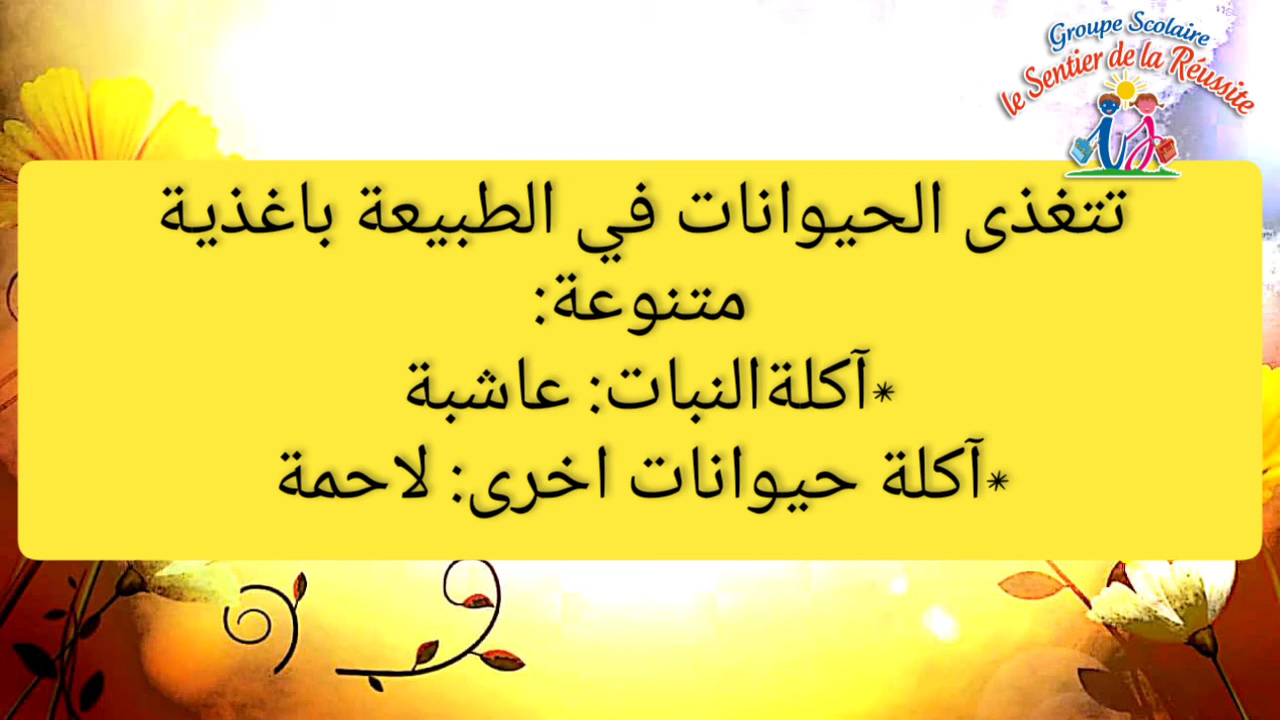 Groupe Scolaire
le Sentier de la Réussite
تتغذى الحيوانات في الطبيعة باغذية
متنوعة:
*آكلةالنبات: عاشبة
*آكلة حيوانات اخرى: لاحمة